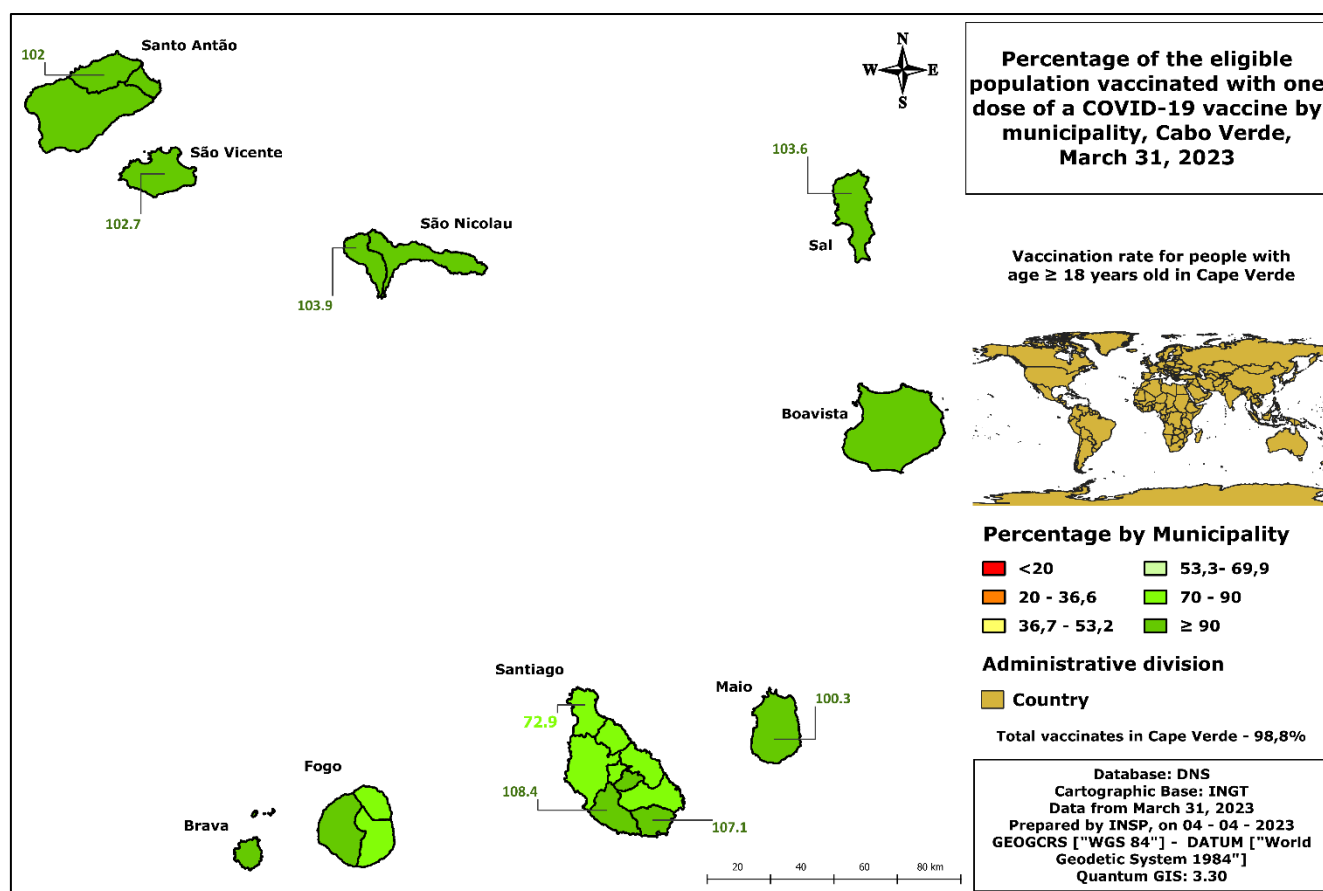 Santo Antão
102
São Vicente
102.7
São Nicolau
103.9
N
W
E
S
103.6
Sal
Boavista
Santiago
72.9
108.4
107.1
Maio
100.3
Fogo
Brava
20
40
60
80 km
Percentage of the eligible
population vaccinated with one
dose of a COVID-19 vaccine by
municipality, Cabo Verde,
March 31, 2023
Vaccination rate for people with
age ≥ 18 years old in Cape Verde
Percentage by Municipality
<20
20 - 36,6
36,7 - 53,2
53,3- 69,9
70 - 90
≥ 90
Administrative division
Country
Total vaccinates in Cape Verde - 98,8%
Database: DNS
Cartographic Base: INGT
Data from March 31, 2023
Prepared by INSP, on 04 - 04 - 2023
GEOGCRS ["WGS 84"] - DATUM ["World
Geodetic System 1984"]
Quantum GIS: 3.30